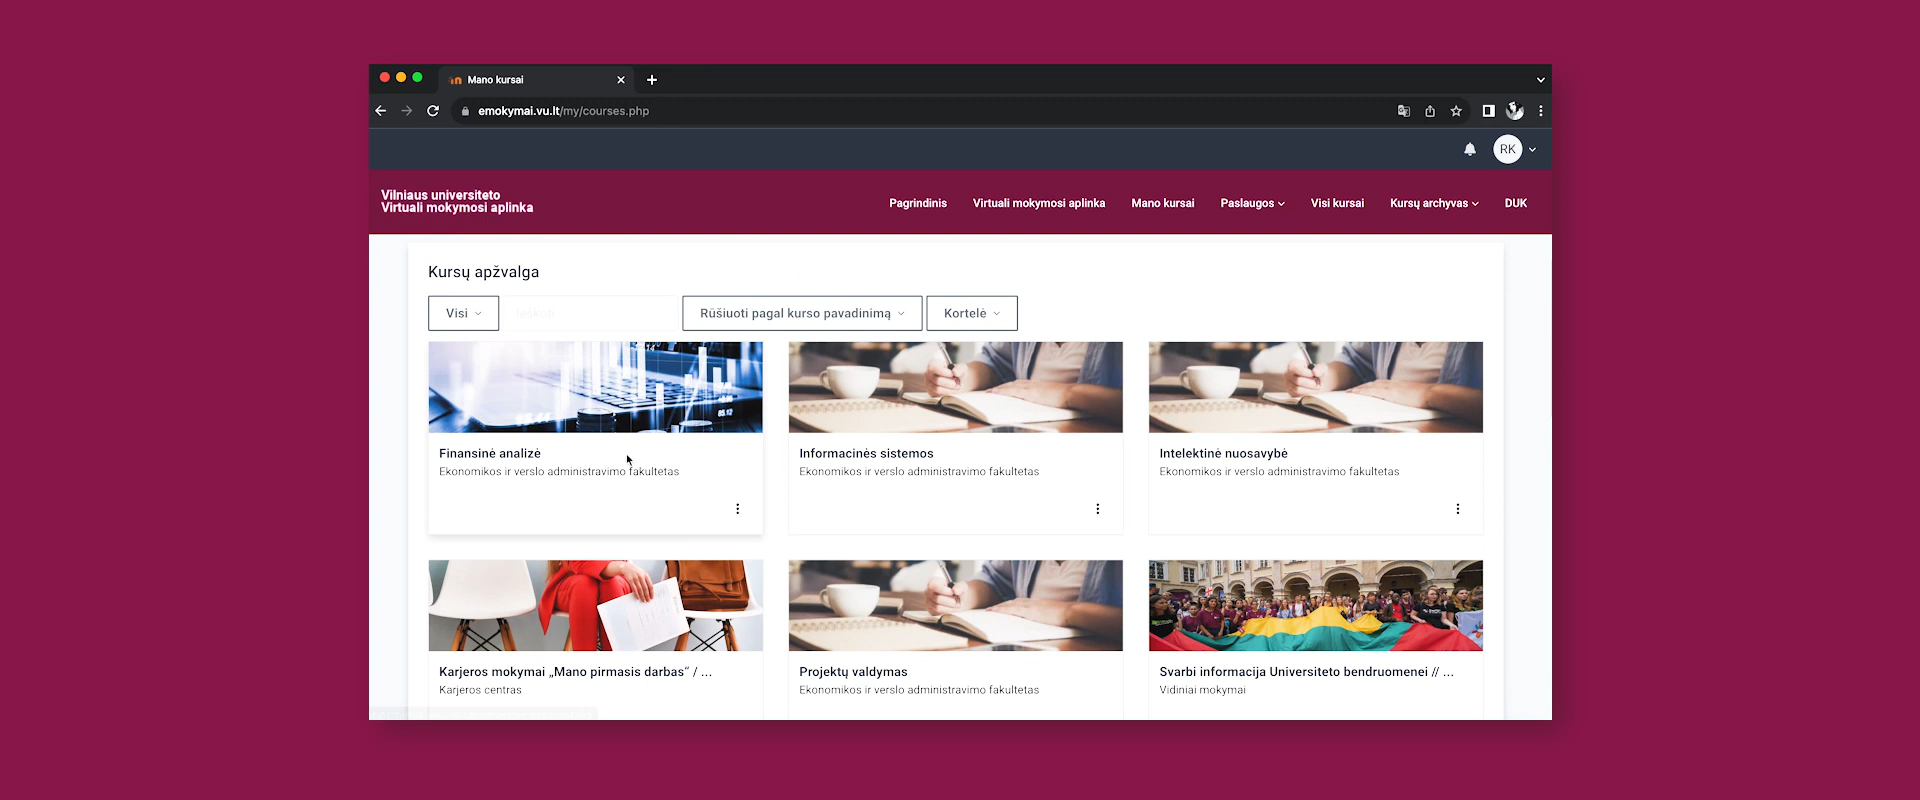 Mano kursai
emokymai.vu.lt/my/courses.php
RK
Vilniaus universiteto
Virtuali mokymosi aplinka
Pagrindinis
Virtuali mokymosi aplinka
Mano kursai
Paslaugos
Visi kursai
Kursų archyvas
DUK
Kursų apžvalga
Visi
Ieškoti
Rūšiuoti pagal kurso pavadinimą
Kortelė
Finansinė analizė
Ekonomikos ir verslo administravimo fakultetas
Informacinės sistemos
Ekonomikos ir verslo administravimo fakultetas
Intelektinė nuosavybė
Ekonomikos ir verslo administravimo fakultetas
Karjeros mokymai „Mano pirmasis darbas“ / ...
Karjeros centras
Projektų valdymas
Ekonomikos ir verslo administravimo fakultetas
Svarbi informacija Universiteto bendruomenei // ...
Vidiniai mokymai